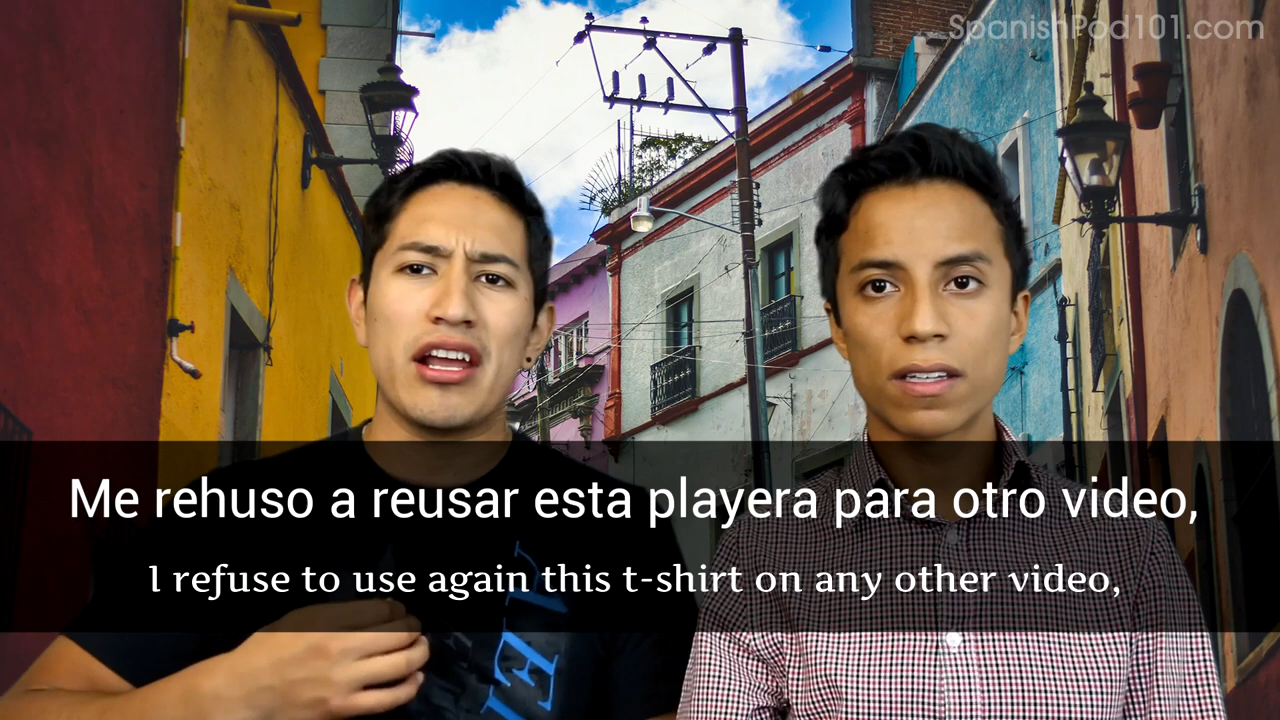 SpanishPod101.com
Me rehuso a reusar esta playera para otro video,
I refuse to use again this t-shirt on any other video,